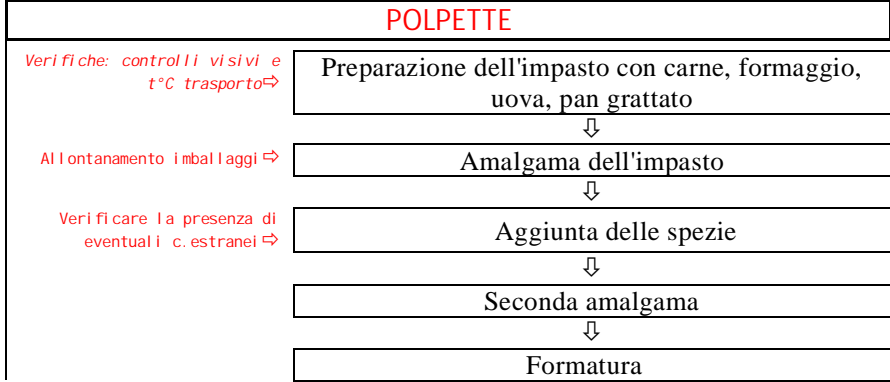 POLPETTE
Verifiche: controlli visivi e
t°C trasporto⇨
Preparazione dell'impasto con carne, formaggio,
uova, pan grattato
⇩
Allontanamento imballaggi⇨
Amalgama dell'impasto
⇩
Verificare la presenza di
eventuali c.estranei⇨
Aggiunta delle spezie
⇩
Seconda amalgama
⇩
Formatura